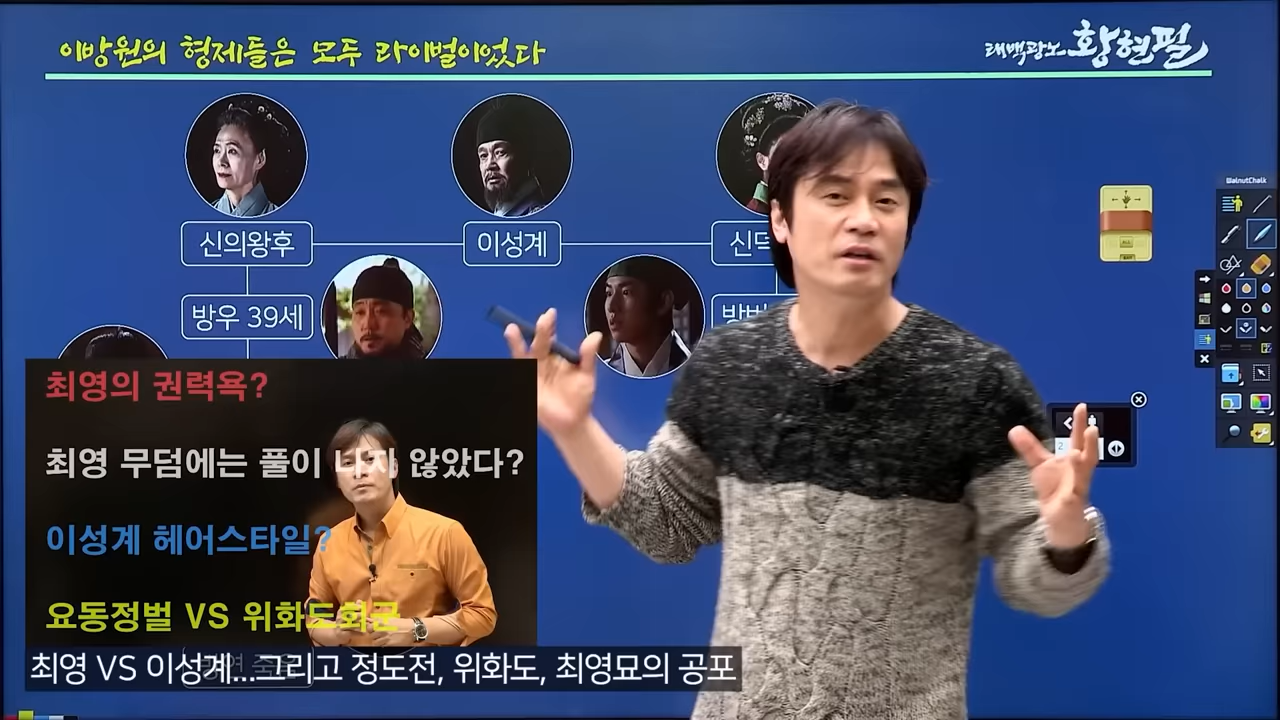 이방원의 형제들은 모두 라이벌이었다
태백광노 황현필
WalnutChalk
신의왕후
이성계
방우 39세
최영의 권력욕?
최영 무덤에는 풀이 나지 않았다?
이성계 헤어스타일?
요동정벌 VS 위화도회군
최영 VS 이성계...그리고 정도전, 위화도, 최영묘의 공포